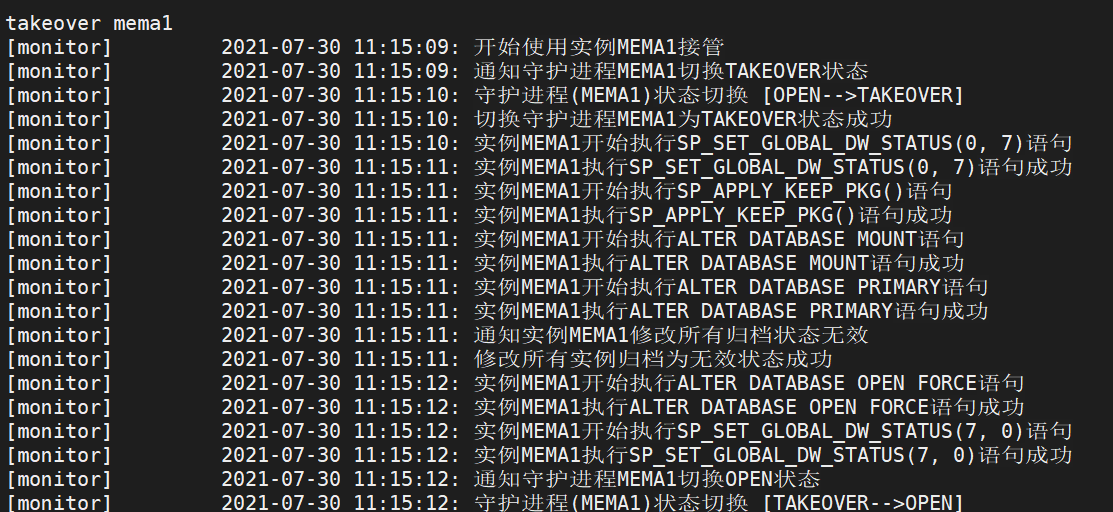 takeover mema1
[monitor]         2021-07-30 11:15:09: 开始使用实例MEMA1接管
[monitor]         2021-07-30 11:15:09: 通知守护进程MEMA1切换TAKEOVER状态
[monitor]         2021-07-30 11:15:10: 守护进程(MEMA1)状态切换 [OPEN-->TAKEOVER]
[monitor]         2021-07-30 11:15:10: 切换守护进程MEMA1为TAKEOVER状态成功
[monitor]         2021-07-30 11:15:10: 实例MEMA1开始执行SP_SET_GLOBAL_DW_STATUS(0, 7)语句
[monitor]         2021-07-30 11:15:11: 实例MEMA1执行SP_SET_GLOBAL_DW_STATUS(0, 7)语句成功
[monitor]         2021-07-30 11:15:11: 实例MEMA1开始执行SP_APPLY_KEEP_PKG()语句
[monitor]         2021-07-30 11:15:11: 实例MEMA1执行SP_APPLY_KEEP_PKG()语句成功
[monitor]         2021-07-30 11:15:11: 实例MEMA1开始执行ALTER DATABASE MOUNT语句
[monitor]         2021-07-30 11:15:11: 实例MEMA1执行ALTER DATABASE MOUNT语句成功
[monitor]         2021-07-30 11:15:11: 实例MEMA1开始执行ALTER DATABASE PRIMARY语句
[monitor]         2021-07-30 11:15:11: 实例MEMA1执行ALTER DATABASE PRIMARY语句成功
[monitor]         2021-07-30 11:15:11: 通知实例MEMA1修改所有归档状态无效
[monitor]         2021-07-30 11:15:11: 修改所有实例归档为无效状态成功
[monitor]         2021-07-30 11:15:12: 实例MEMA1开始执行ALTER DATABASE OPEN FORCE语句
[monitor]         2021-07-30 11:15:12: 实例MEMA1执行ALTER DATABASE OPEN FORCE语句成功
[monitor]         2021-07-30 11:15:12: 实例MEMA1开始执行SP_SET_GLOBAL_DW_STATUS(7, 0)语句
[monitor]         2021-07-30 11:15:12: 实例MEMA1执行SP_SET_GLOBAL_DW_STATUS(7, 0)语句成功
[monitor]         2021-07-30 11:15:12: 通知守护进程MEMA1切换OPEN状态
[monitor]         2021-07-30 11:15:12: 守护进程(MEMA1)状态切换 [TAKEOVER-->OPEN]